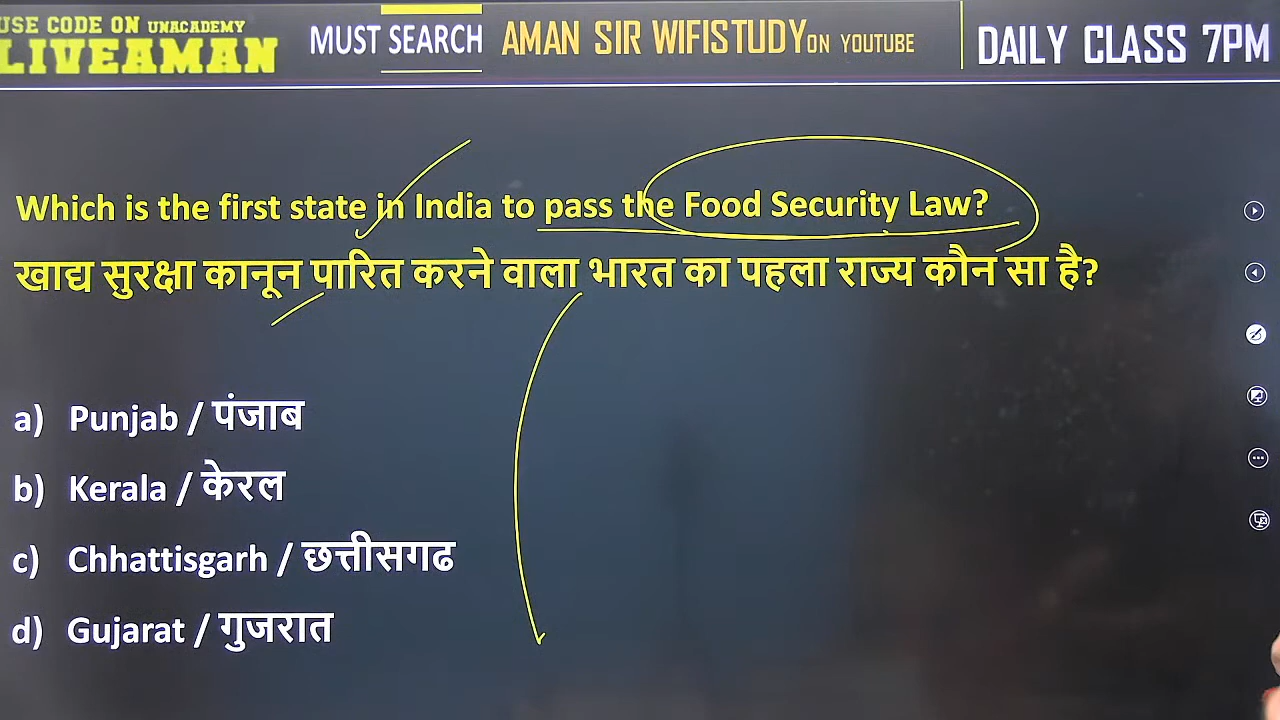 USE CODE ON UNACADEMY
LIVEAMAN
MUST SEARCH
AMAN SIR WIFISTUDY ON YOUTUBE
DAILY CLASS 7PM
Which is the first state in India to pass the Food Security Law?
खाद्य सुरक्षा कानून पारित करने वाला भारत का पहला राज्य कौन सा है?
a) Punjab / पंजाब
b) Kerala / केरल
c) Chhattisgarh / छत्तीसगढ
d) Gujarat / गुजरात